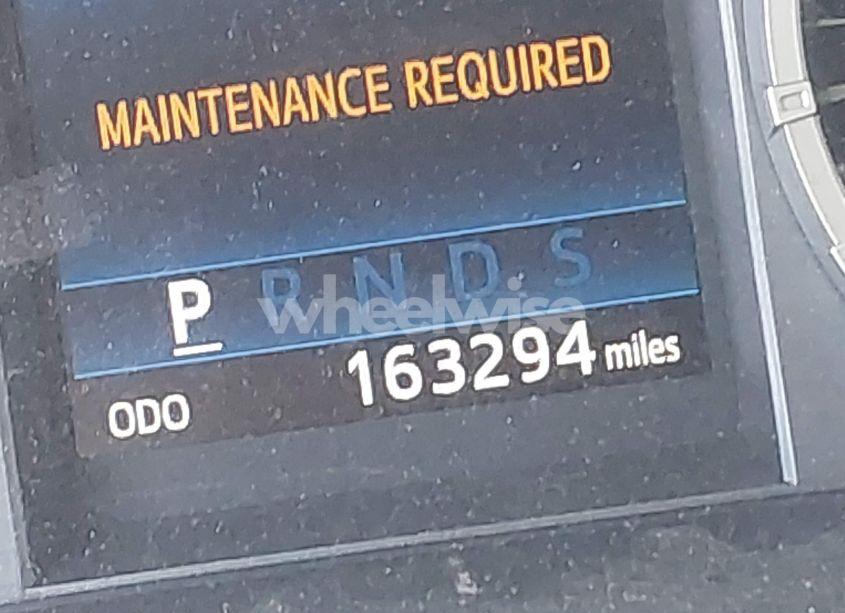 MAINTENANCE REQUIRED
P R N D S
wheelwise
ODO 163294 miles